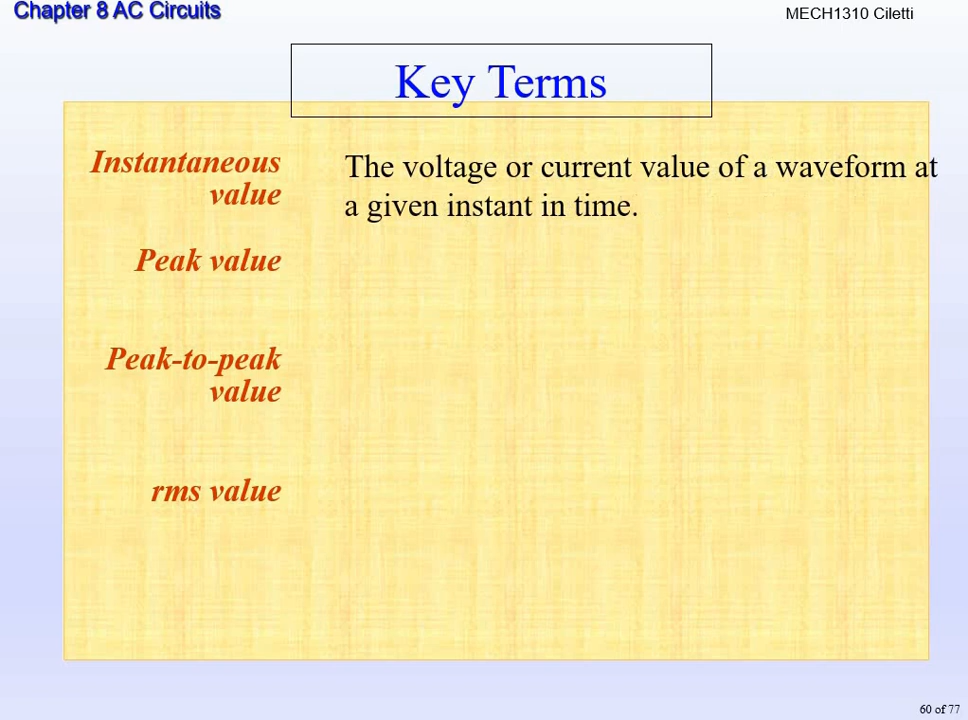 Chapter 8 AC Circuits
MECH1310 Ciletti
Key Terms
Instantaneous
value
The voltage or current value of a waveform at
a given instant in time.
Peak value
Peak-to-peak
value
rms value
60 of 77